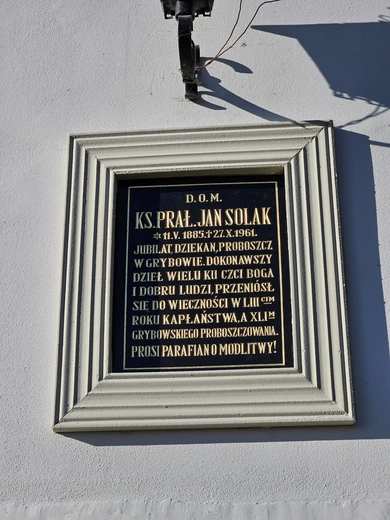 D.O.M.
KS. PRAŁ. JAN SOLAK
* 11.V. 1885. † 27.X.1961.
JUBILAT, DZIEKAN, PROBOSZCZ
W GRYBOWIE. DOKONAWSZY
DZIEŁ WIELU KU CZCI BOGA
I DOBRU LUDZI, PRZENIÓSŁ
SIĘ DO WIECZNOŚCI W LIII CIM
ROKU KAPŁAŃSTWA, A XLI M
GRYBOWSKIEGO PROBOSZCZOWANIA.
PROSI PARAFIAN O MODLITWY!